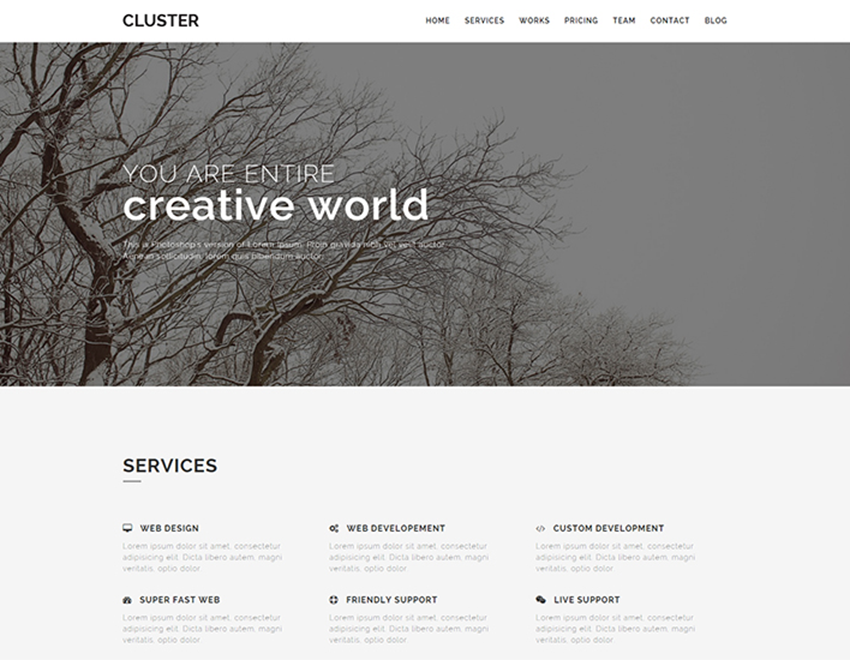 CLUSTER
HOME SERVICES WORKS PRICING TEAM CONTACT BLOG
YOU ARE ENTIRE
creative world
This is Photoshop's version of Lorem Ipsum. Proin gravida nibh vel velit auctor
Aenean sollicitudin, lorem quis bibendum auctor
SERVICES
WEB DESIGN
Lorem ipsum dolor sit amet, consectetur
adipisicing elit. Dicta libero autem, magni
veritatis, optio dolor
WEB DEVELOPEMENT
Lorem ipsum dolor sit amet, consectetur
adipisicing elit. Dicta libero autem, magni
veritatis, optio dolor
CUSTOM DEVELOPMENT
Lorem ipsum dolor sit amet, consectetur
adipisicing elit. Dicta libero autem, magni
veritatis, optio dolor
SUPER FAST WEB
Lorem ipsum dolor sit amet, consectetur
adipisicing elit. Dicta libero autem, magni
veritatis, optio dolor
FRIENDLY SUPPORT
Lorem ipsum dolor sit amet, consectetur
adipisicing elit. Dicta libero autem, magni
veritatis, optio dolor
LIVE SUPPORT
Lorem ipsum dolor sit amet, consectetur
adipisicing elit. Dicta libero autem, magni
veritatis, optio dolor